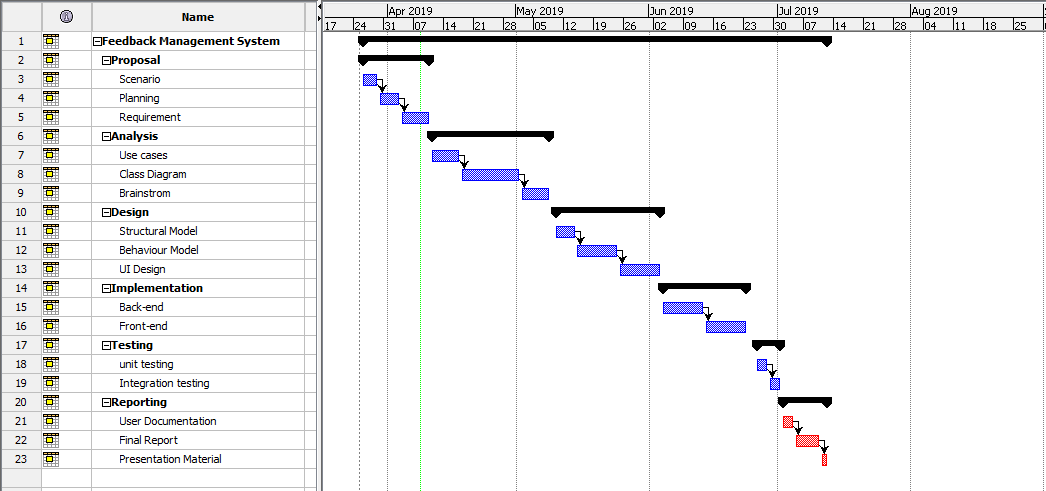 Name
Apr 2019 May 2019 Jun 2019 Jul 2019 Aug 2019
17 24 31 07 14 21 28 05 12 19 26 02 09 16 23 30 07 14 21 28 04 11 18 25
1 Feedback Management System
2 Proposal
3 Scenario
4 Planning
5 Requirement
6 Analysis
7 Use cases
8 Class Diagram
9 Brainstrom
10 Design
11 Structural Model
12 Behaviour Model
13 UI Design
14 Implementation
15 Back-end
16 Front-end
17 Testing
18 unit testing
19 Integration testing
20 Reporting
21 User Documentation
22 Final Report
23 Presentation Material